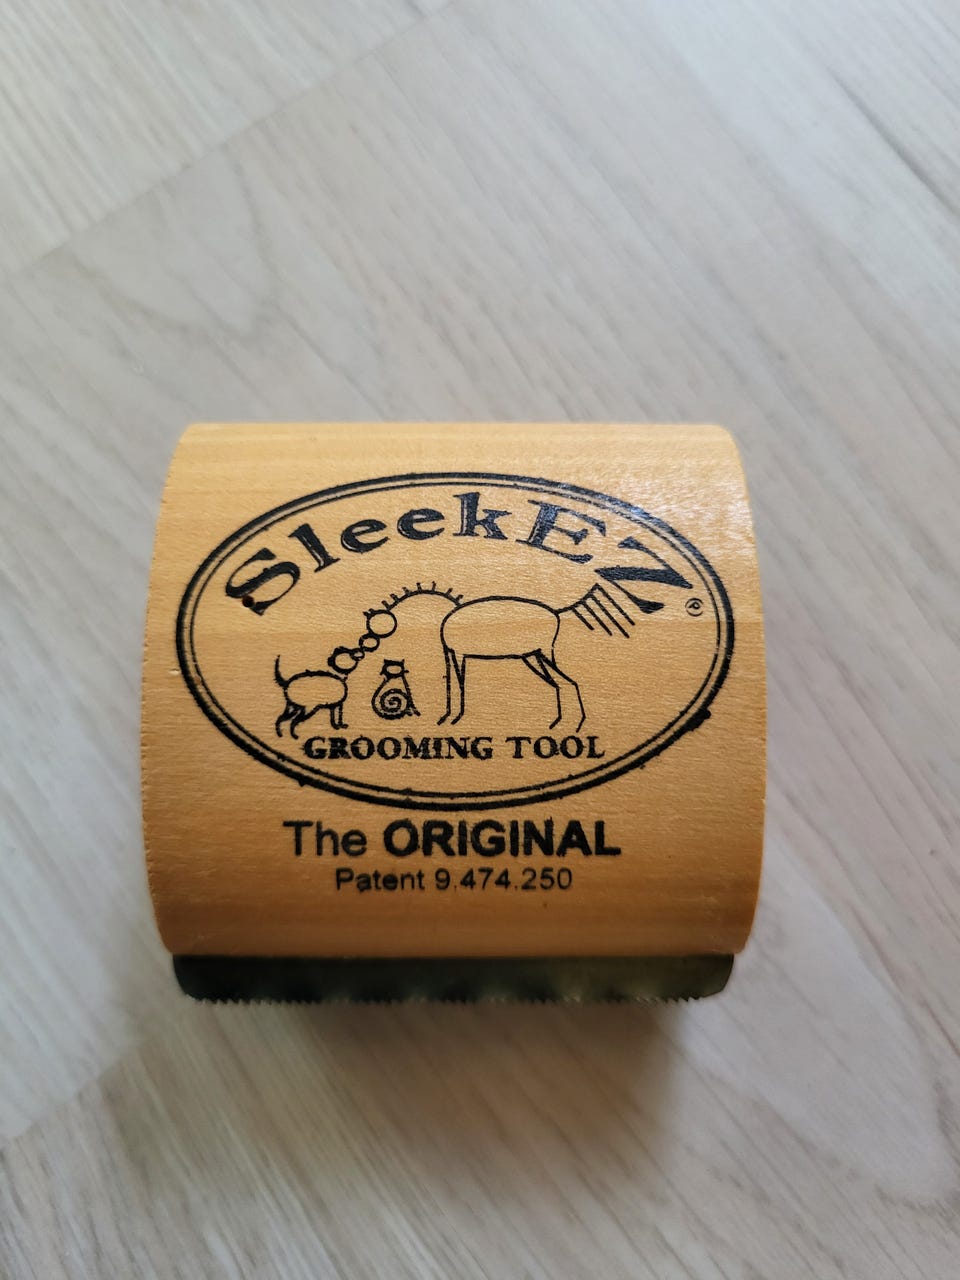 SleekEZ®
GROOMING TOOL
The ORIGINAL
Patent 9.474.250